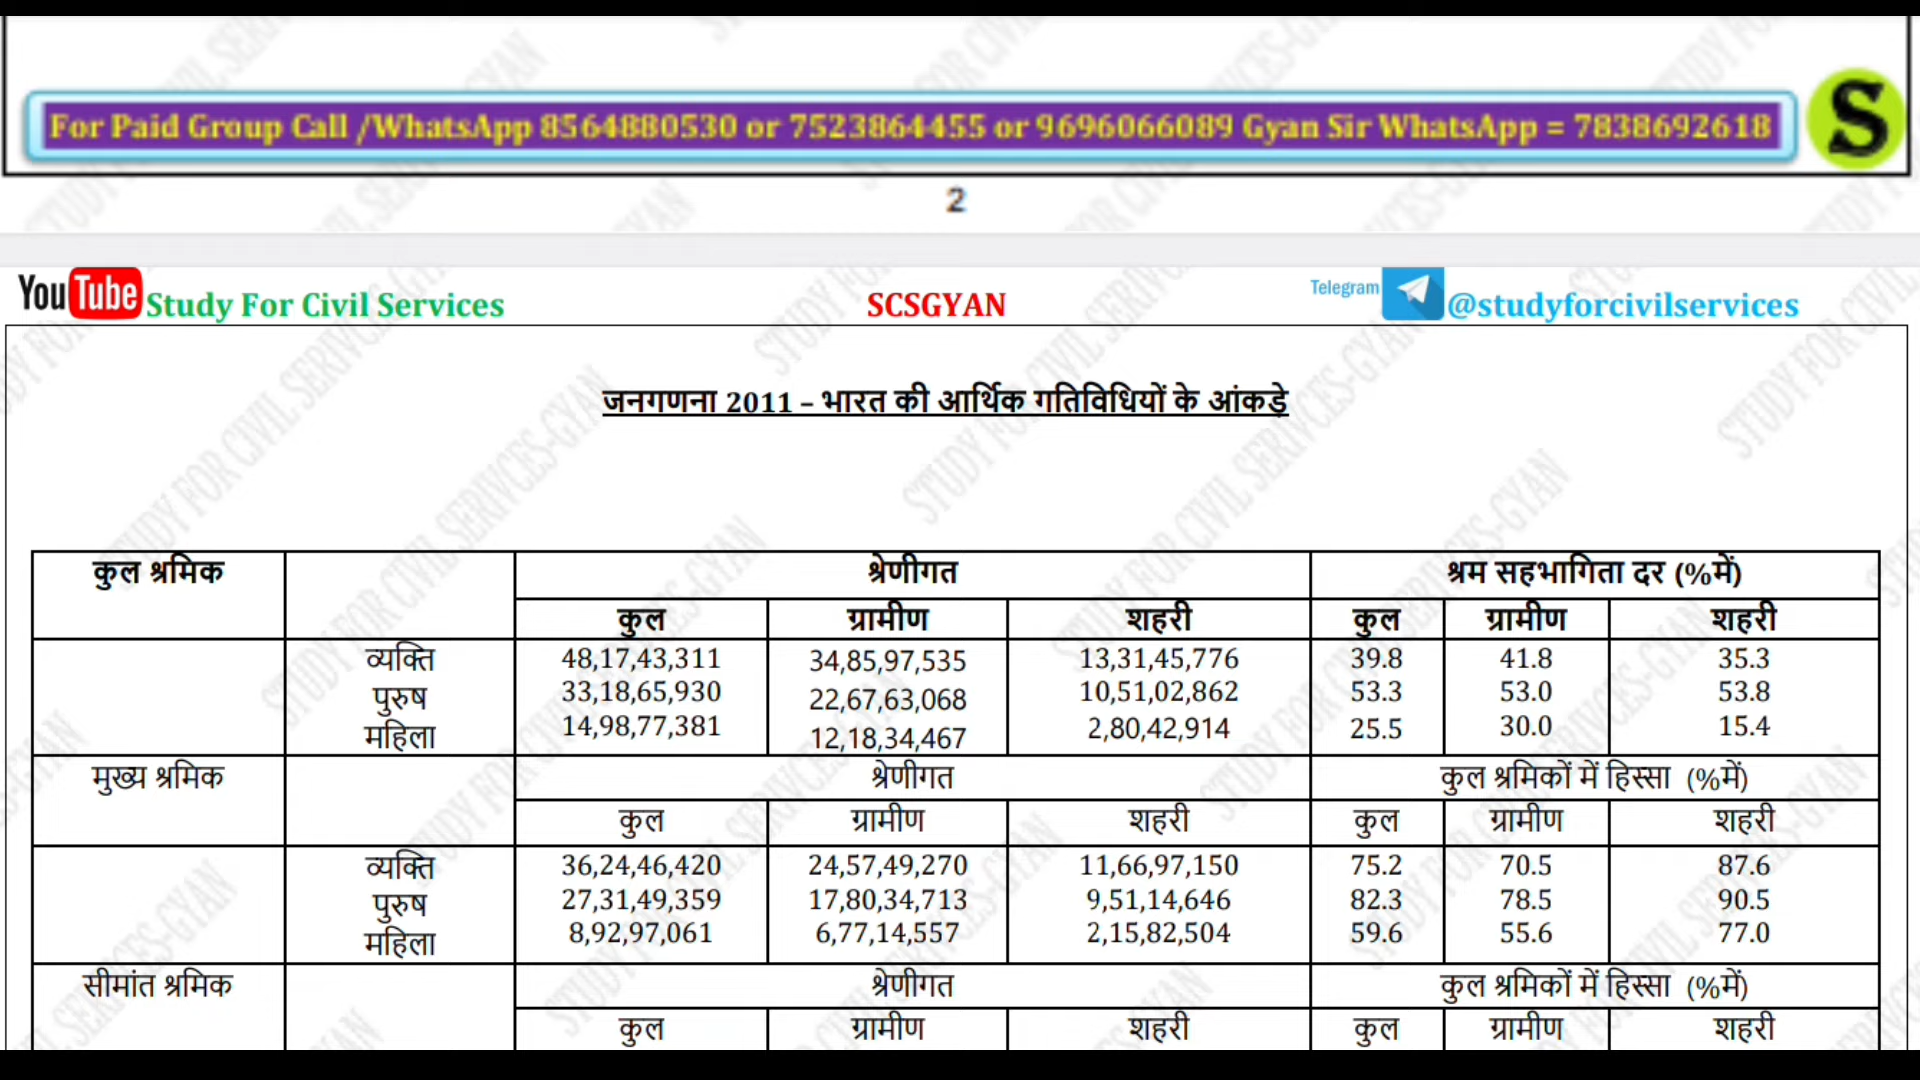 For Paid Group Call /WhatsApp 8564880530 or 7523864455 or 9696066089 Gyan Sir WhatsApp = 7838692618
S
2
YouTube Study For Civil Services SCSGYAN Telegram @studyforcivilservices
जनगणना 2011 – भारत की आर्थिक गतिविधियों के आंकड़े
कुल श्रमिक श्रेणीगत श्रम सहभागिता दर (%में)
कुल ग्रामीण शहरी कुल ग्रामीण शहरी
व्यक्ति 48,17,43,311 34,85,97,535 13,31,45,776 39.8 41.8 35.3
पुरुष 33,18,65,930 22,67,63,068 10,51,02,862 53.3 53.0 53.8
महिला 14,98,77,381 12,18,34,467 2,80,42,914 25.5 30.0 15.4
मुख्य श्रमिक श्रेणीगत कुल श्रमिकों में हिस्सा (%में)
कुल ग्रामीण शहरी कुल ग्रामीण शहरी
व्यक्ति 36,24,46,420 24,57,49,270 11,66,97,150 75.2 70.5 87.6
पुरुष 27,31,49,359 17,80,34,713 9,51,14,646 82.3 78.5 90.5
महिला 8,92,97,061 6,77,14,557 2,15,82,504 59.6 55.6 77.0
सीमांत श्रमिक श्रेणीगत कुल श्रमिकों में हिस्सा (%में)
कुल ग्रामीण शहरी कुल ग्रामीण शहरी
STUDY FOR CIVIL SERIVCES-GYAN